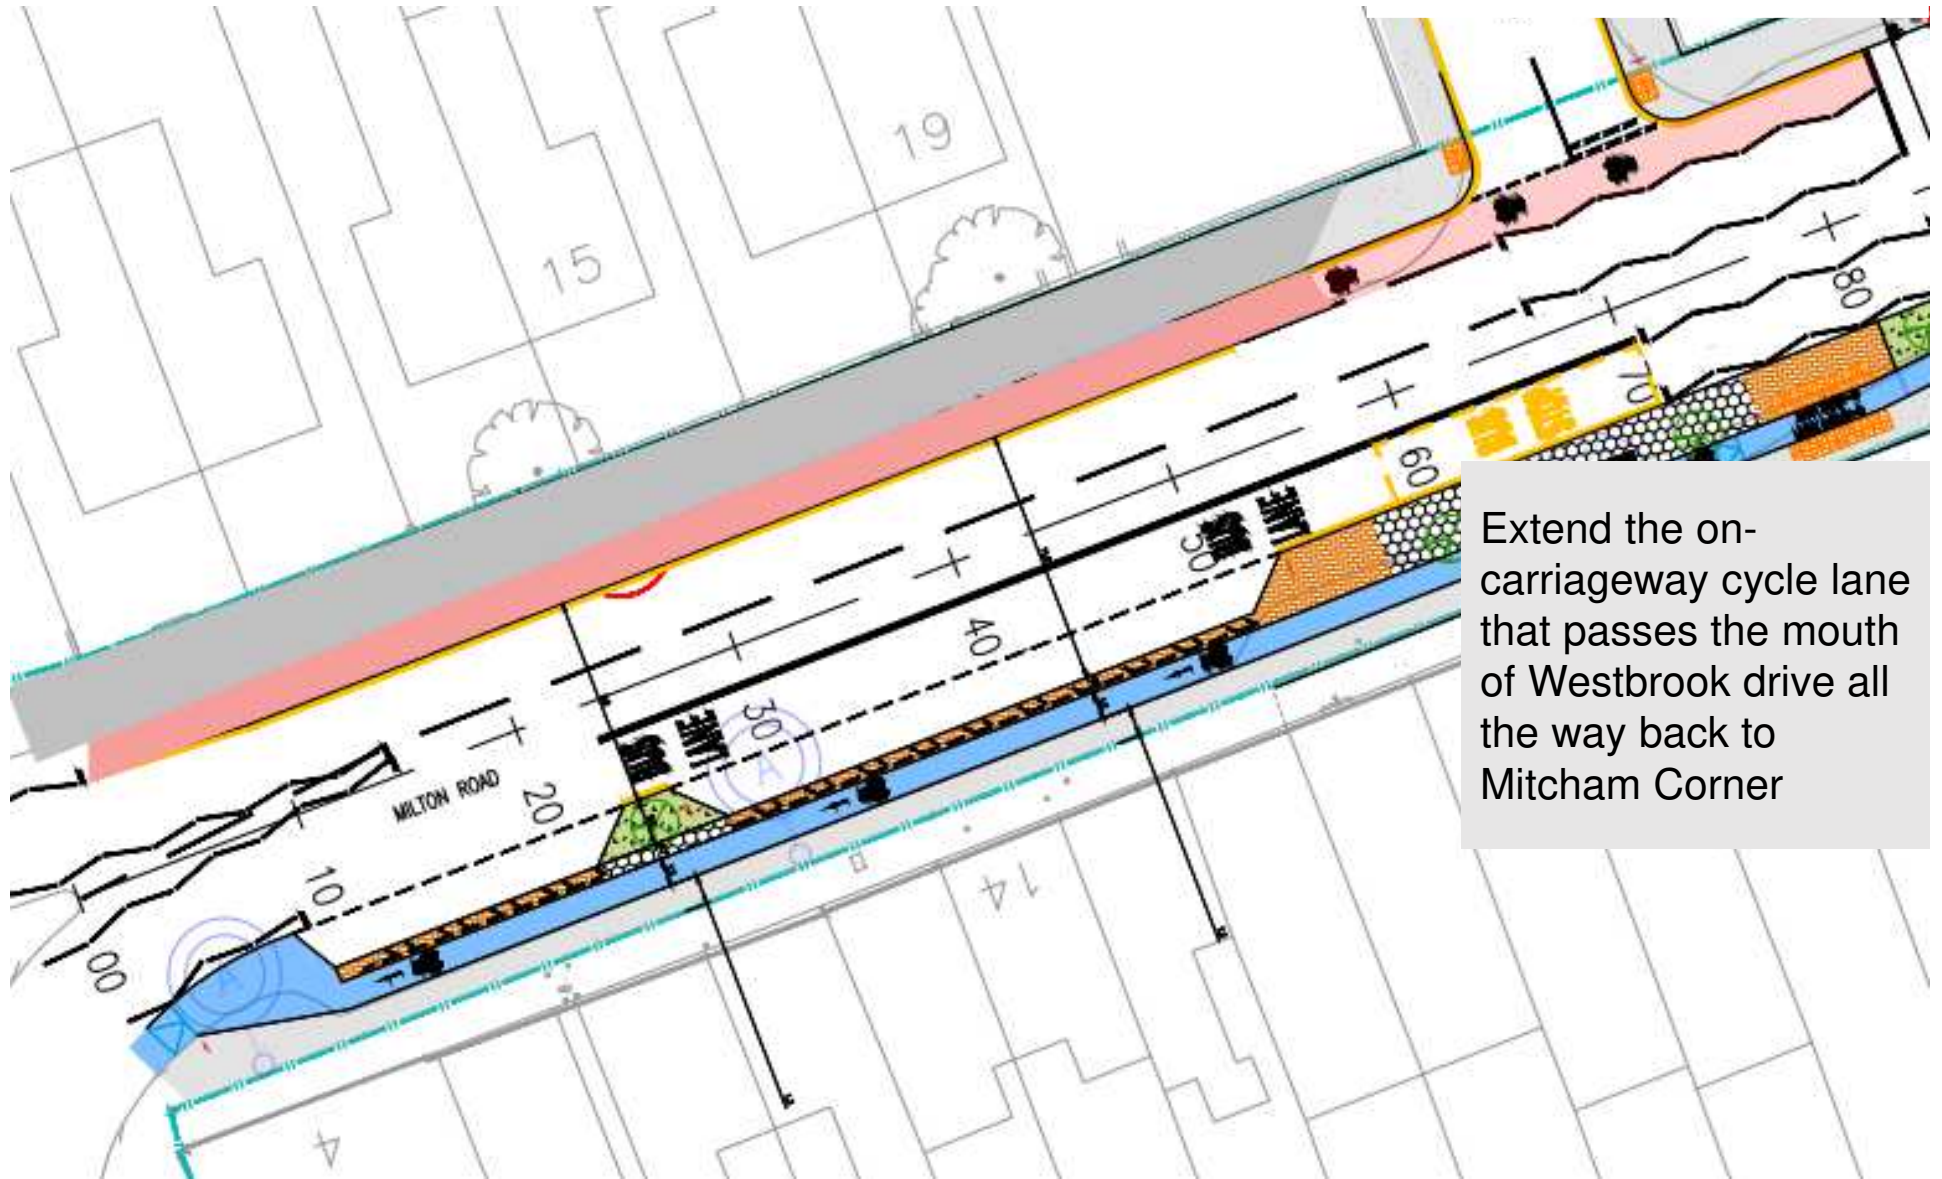 19
15
80
70
60
50
LANE
40
30
LANE
20
MILTON ROAD
10
00
A
A
14
4
Extend the on-
carriageway cycle lane
that passes the mouth
of Westbrook drive all
the way back to
Mitcham Corner